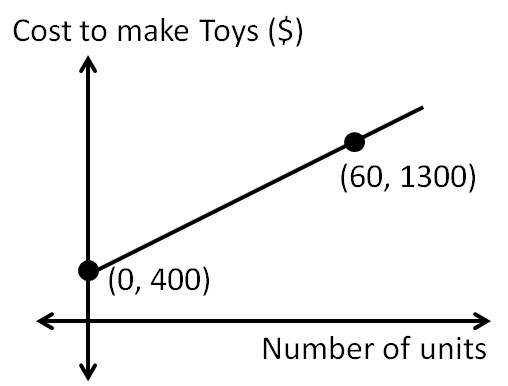 Cost to make Toys ($)
(60, 1300)
(0, 400)
Number of units